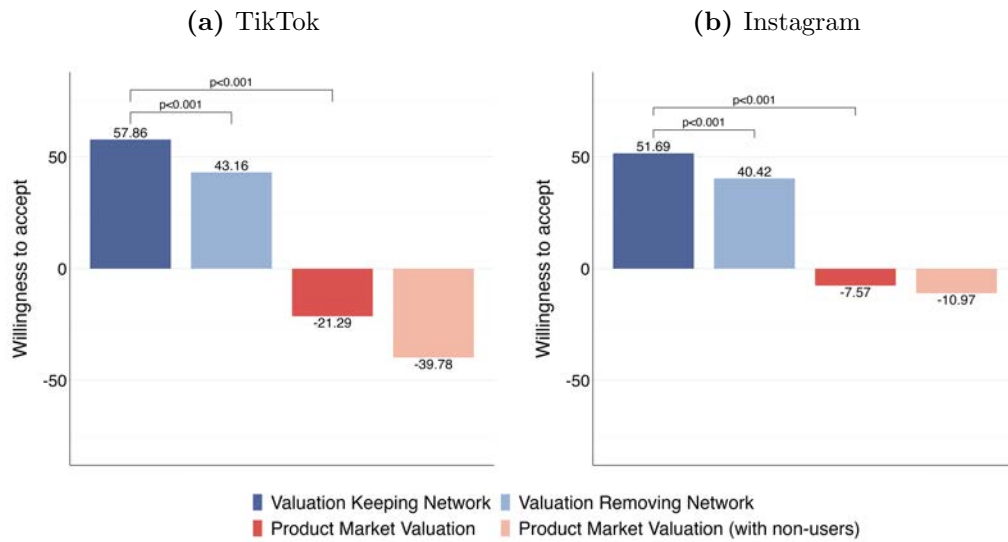 (a) TikTok
(b) Instagram
Willingness to accept
50
0
-50
p<0.001
p<0.001
57.86
43.16
-21.29
-39.78
Willingness to accept
50
0
-50
p<0.001
p<0.001
51.69
40.42
-7.57
-10.97
Valuation Keeping Network
Valuation Removing Network
Product Market Valuation
Product Market Valuation (with non-users)